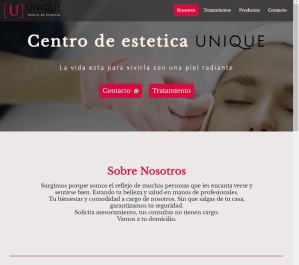 [U] UNIQUE
Centro de Estetica
Nosotros Tratamientos Productos Contacto
Centro de estetica UNIQUE
La vida esta para vivirla con una piel radiante
Contacto Tratamiento
Sobre Nosotros
Surgimos porque somos el reflejo de muchas personas que les encanta verse y
sentirse bien. Estando tu belleza y salud en manos de profesionales.
Tu bienestar y comodidad a cargo de nosotros. Sin que salgas de tu casa,
garantizamos tu seguridad.
Solicita asesoramiento, tus consultas no tienen cargo.
Vamos a tu domicilio.